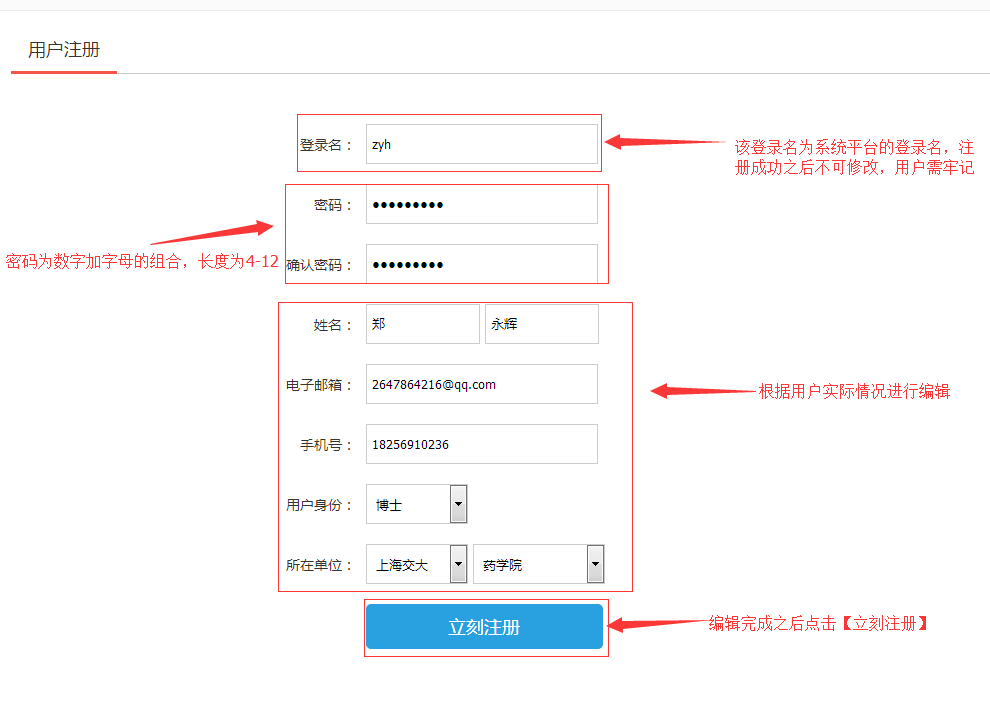 用户注册
登录名： zyh
该登录名为系统平台的登录名，注
册成功之后不可修改，用户需牢记
密码： ●●●●●●●●●
密码为数字加字母的组合，长度为4-12
确认密码： ●●●●●●●●●
姓名： 郑 永辉
电子邮箱： 2647864216@qq.com
根据用户实际情况进行编辑
手机号： 18256910236
用户身份： 博士
所在单位： 上海交大 药学院
立刻注册
编辑完成之后点击【立刻注册】